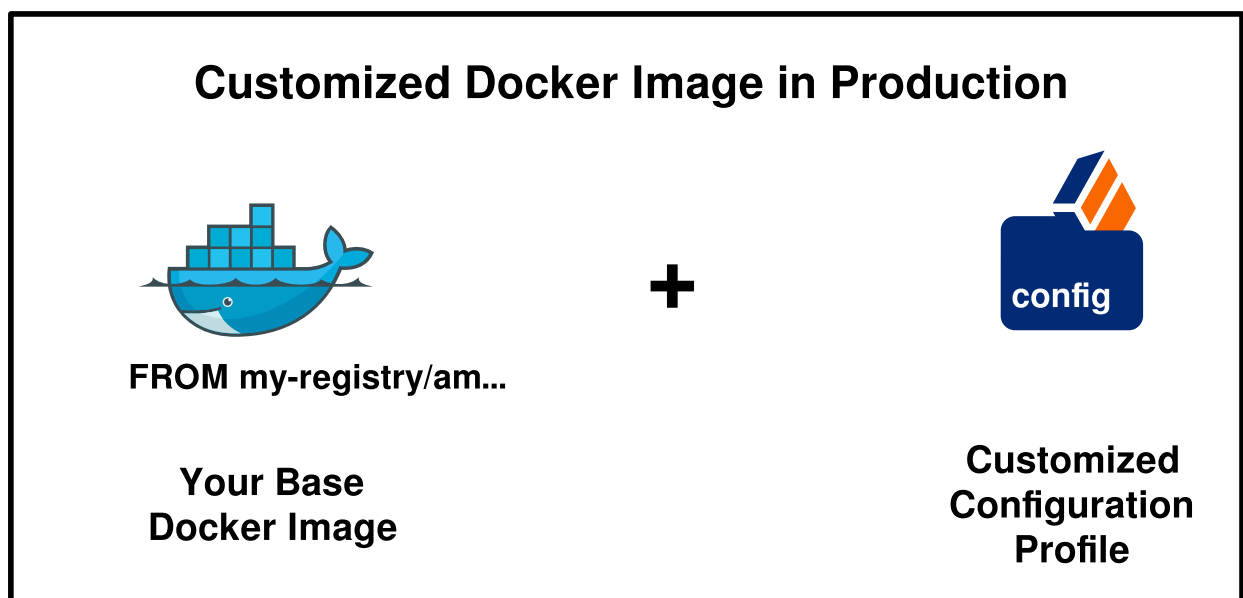 Customized Docker Image in Production
+
config
FROM my-registry/am...
Your Base
Docker Image
Customized
Configuration
Profile